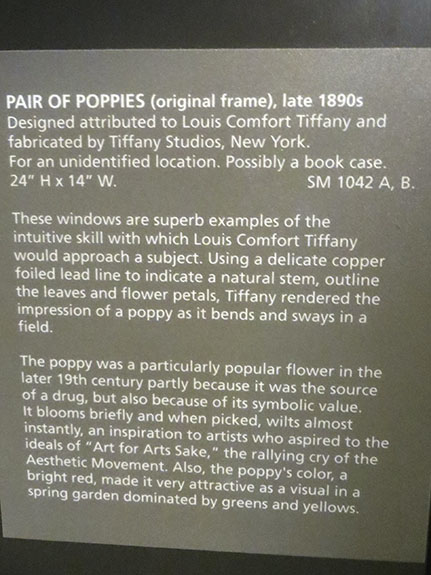 PAIR OF POPPIES (original frame), late 1890s
Designed attributed to Louis Comfort Tiffany and
fabricated by Tiffany Studios, New York.
For an unidentified location. Possibly a book case.
24” H x 14” W. SM 1042 A, B.
These windows are superb examples of the
intuitive skill with which Louis Comfort Tiffany
would approach a subject. Using a delicate copper
foiled lead line to indicate a natural stem, outline
the leaves and flower petals, Tiffany rendered the
impression of a poppy as it bends and sways in a
field.
The poppy was a particularly popular flower in the
later 19th century partly because it was the source
of a drug, but also because of its symbolic value.
It blooms briefly and when picked, wilts almost
instantly, an inspiration to artists who aspired to the
ideals of “Art for Arts Sake,” the rallying cry of the
Aesthetic Movement. Also, the poppy's color, a
bright red, made it very attractive as a visual in a
spring garden dominated by greens and yellows.